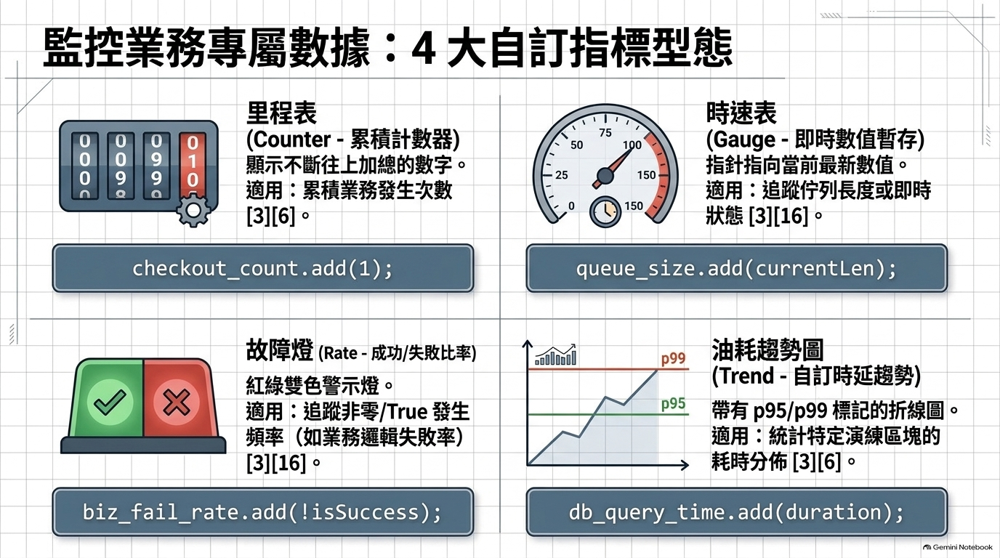 監控業務專屬數據：4 大自訂指標型態
0 0 0 0
0 0 9 1
0 9 9 0
0 8 9
里程表
(Counter - 累積計數器)
顯示不斷往上加總的數字。
適用：累積業務發生次數
[3][6]。
checkout_count.add(1);
0
25
50
75
100
150
150
時速表
(Gauge - 即時數值暫存)
指針指向當前最新數值。
適用：追蹤佇列長度或即時
狀態 [3][16]。
queue_size.add(currentLen);
故障燈 (Rate - 成功/失敗比率)
紅綠雙色警示燈。
適用：追蹤非零/True 發生
頻率（如業務邏輯失敗率）
[3][16]。
biz_fail_rate.add(!isSuccess);
p99
p95
油耗趨勢圖
(Trend - 自訂時延趨勢)
帶有 p95/p99 標記的折線圖。
適用：統計特定演練區塊的
耗時分佈 [3][6]。
db_query_time.add(duration);
Gemini Notebook